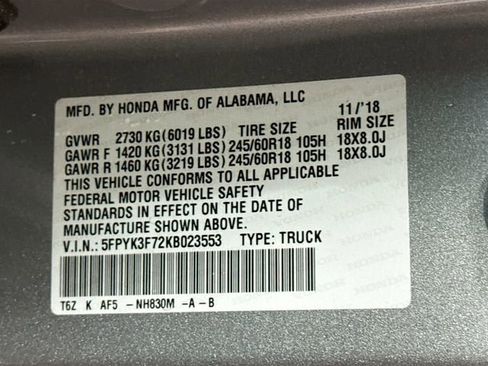 MFD. BY HONDA MFG. OF ALABAMA, LLC 11/'18
GVWR 2730 KG(6019 LBS) TIRE SIZE RIM SIZE
GAWR F 1420 KG(3131 LBS)245/60R18 105H 18X8.0J
GAWR R 1460 KG(3219 LBS)245/60R18 105H 18X8.0J
THIS VEHICLE CONFORMS TO ALL APPLICABLE
FEDERAL MOTOR VEHICLE SAFETY
STANDARDS IN EFFECT ON THE DATE OF
MANUFACTURE SHOWN ABOVE.
V.I.N.: 5FPYK3F72KB023553 TYPE: TRUCK
T6Z K AF5 -NH830M -A -B